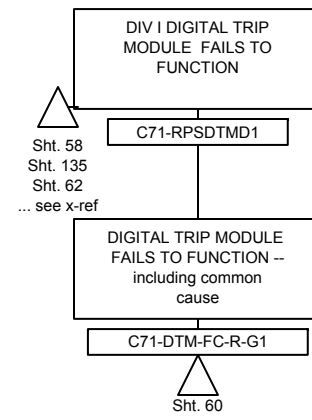 DIV I DIGITAL TRIP
MODULE FAILS TO
FUNCTION
C71-RPSDTMD1
Sht. 58
Sht. 135
Sht. 62
... see x-ref
DIGITAL TRIP MODULE
FAILS TO FUNCTION --
including common
cause
C71-DTM-FC-R-G1
Sht. 60